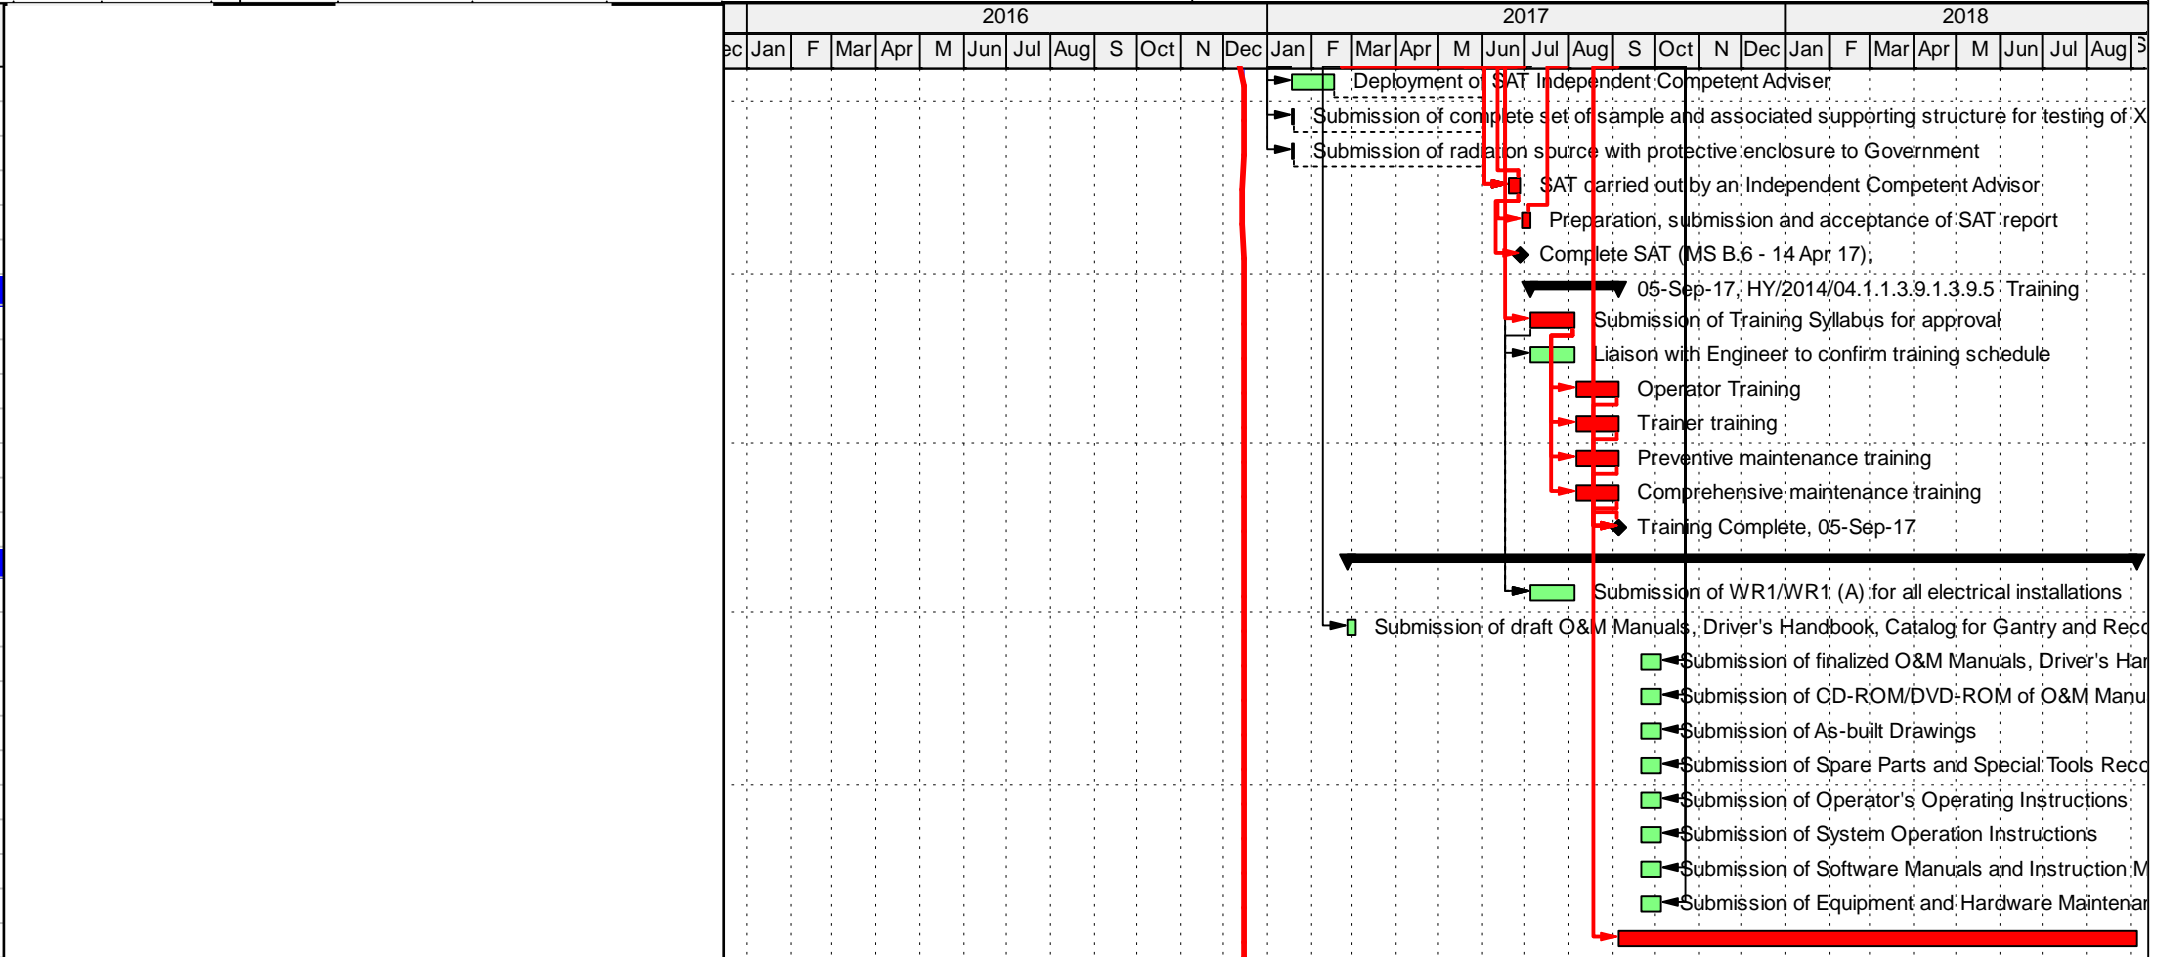 2016 2017 2018
ec Jan F Mar Apr M Jun Jul Aug S Oct N Dec Jan F Mar Apr M Jun Jul Aug S Oct N Dec Jan F Mar Apr M Jun Jul Aug S
Deployment of SAT Independent Competent Adviser
Submission of complete set of sample and associated supporting structure for testing of X
Submission of radiation source with protective enclosure to Government
SAT carried out by an Independent Competent Advisor
Preparation, submission and acceptance of SAT report
Complete SAT (MS B.6 - 14 Apr 17),
05-Sep-17, HY/2014/04.1.1.3.9.1.3.9.5 Training
Submission of Training Syllabus for approval
Liaison with Engineer to confirm training schedule
Operator Training
Trainer training
Preventive maintenance training
Comprehensive maintenance training
Training Complete, 05-Sep-17
Submission of WR1/WR1 (A) for all electrical installations
Submission of draft O&M Manuals, Driver's Handbook, Catalog for Gantry and Reco
Submission of finalized O&M Manuals, Driver's Har
Submission of CD-ROM/DVD-ROM of O&M Manu
Submission of As-built Drawings
Submission of Spare Parts and Special Tools Reco
Submission of Operator's Operating Instructions
Submission of System Operation Instructions
Submission of Software Manuals and Instruction M
Submission of Equipment and Hardware Maintenar